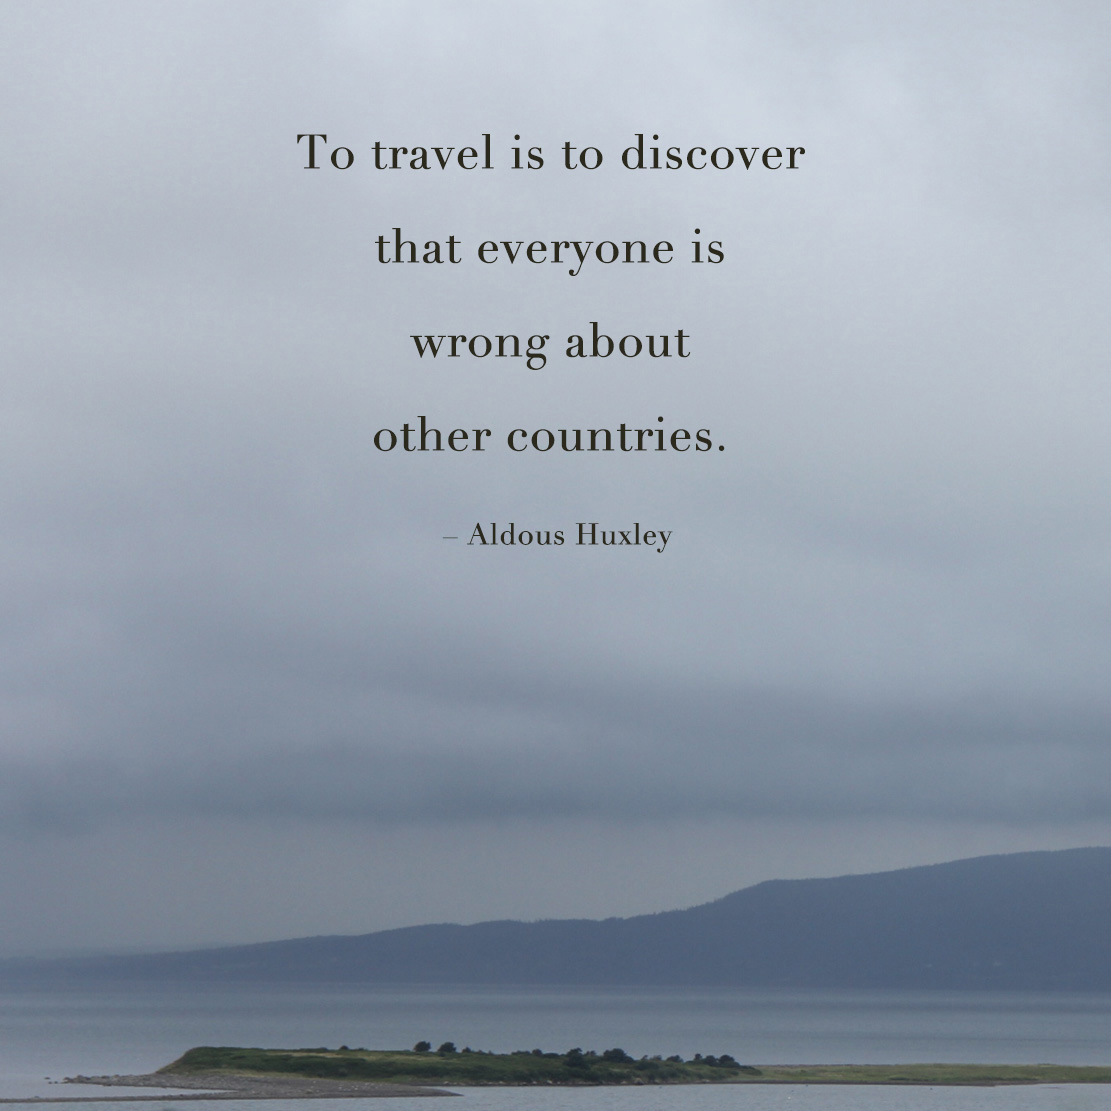 To travel is to discover
that everyone is
wrong about
other countries.
– Aldous Huxley